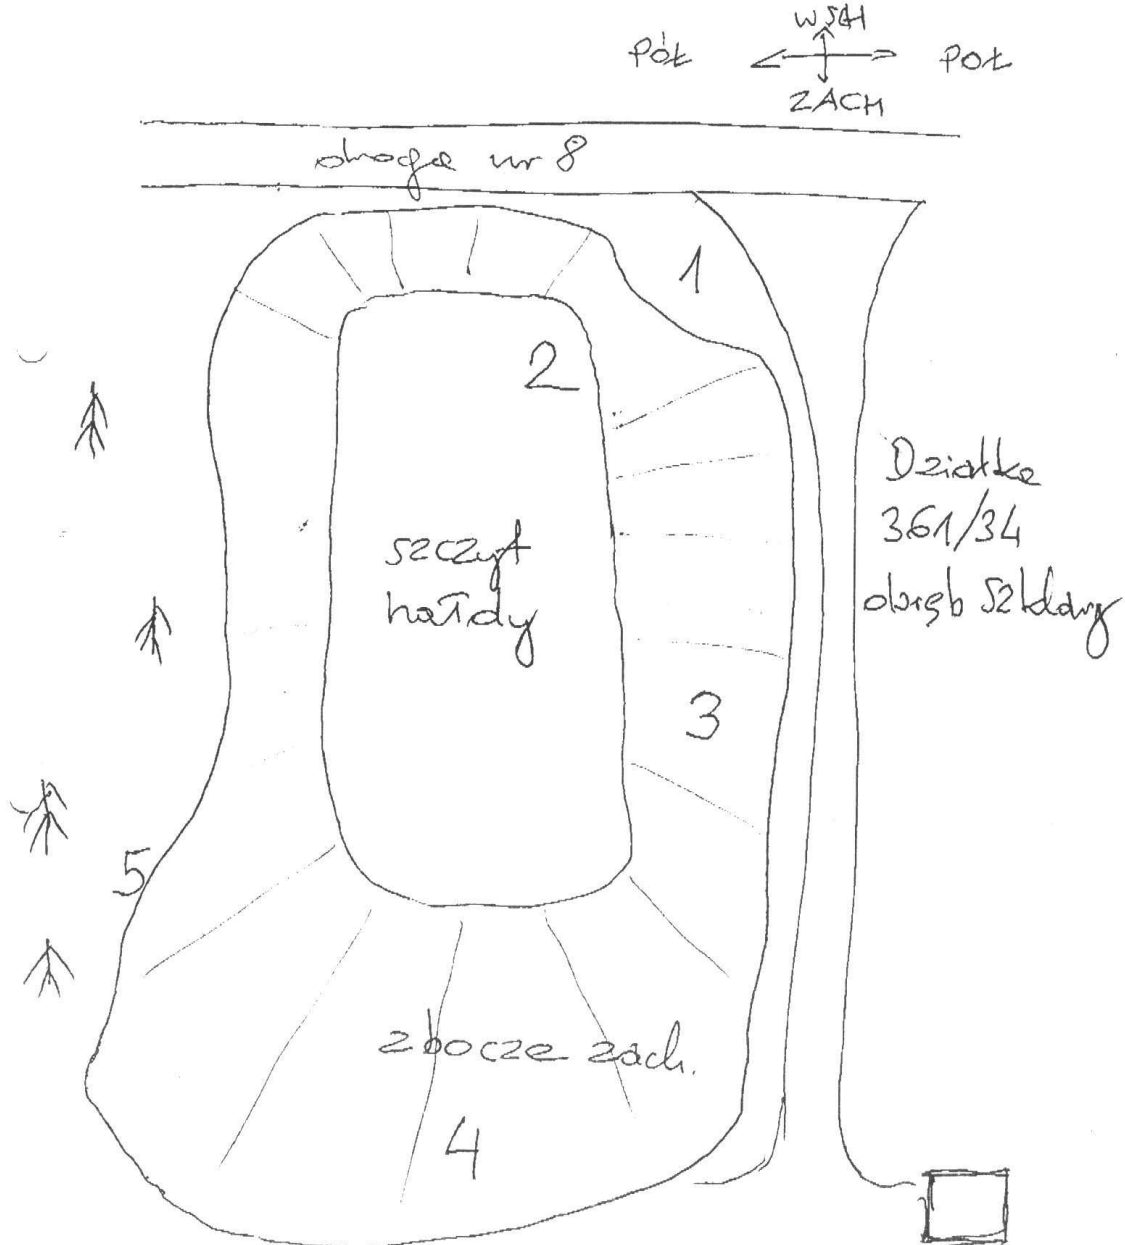 WSCH
PÓŁ
POŁ
ZACH
droga nr 8
1
2
Działka
361/34
obręb Szklary
szczyt
hałdy
3
5
zbocze zach.
4